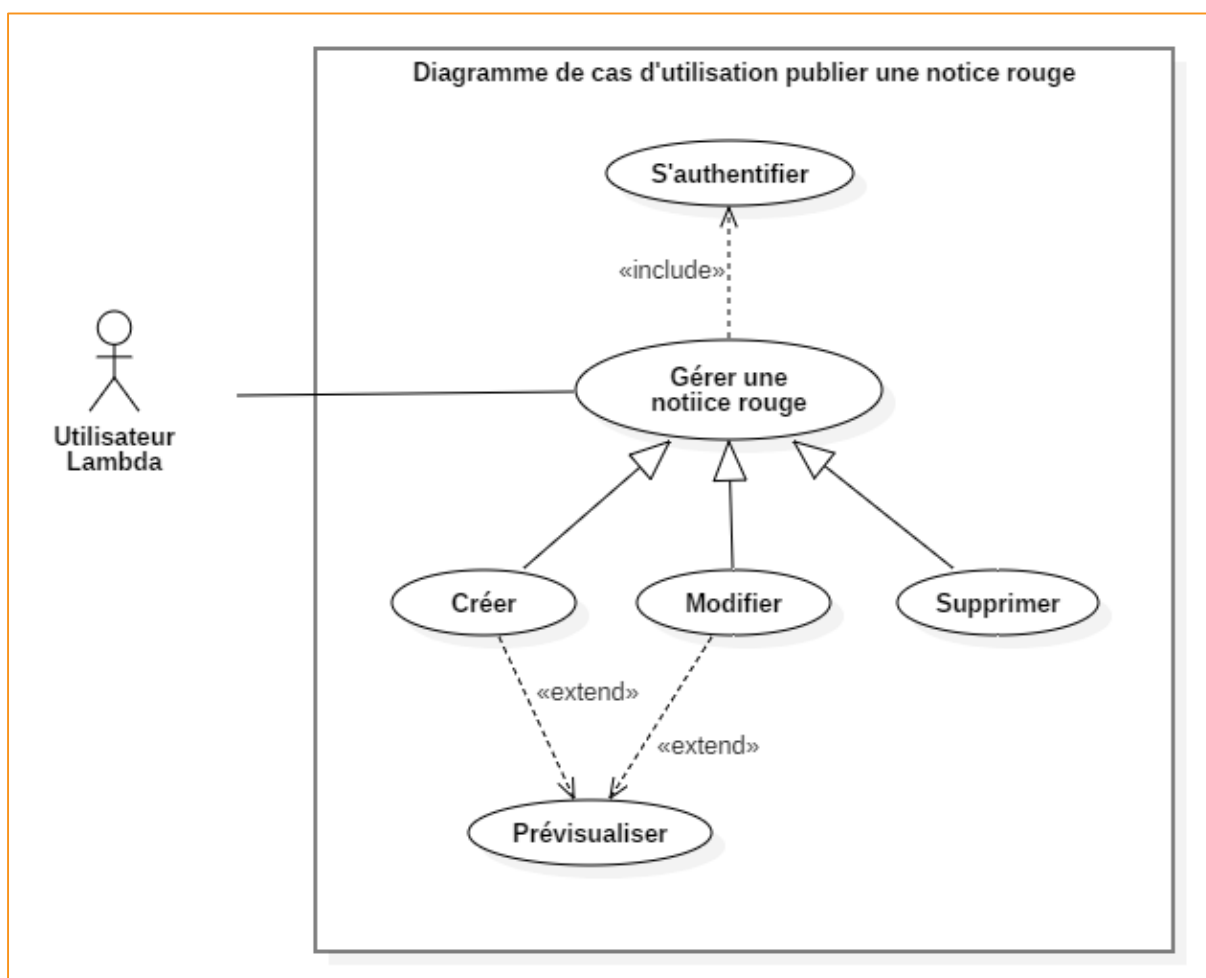 Diagramme de cas d'utilisation publier une notice rouge
S'authentifier
«include»
Gérer une
notiice rouge
Utilisateur
Lambda
Créer
Modifier
Supprimer
«extend»
«extend»
Prévisualiser